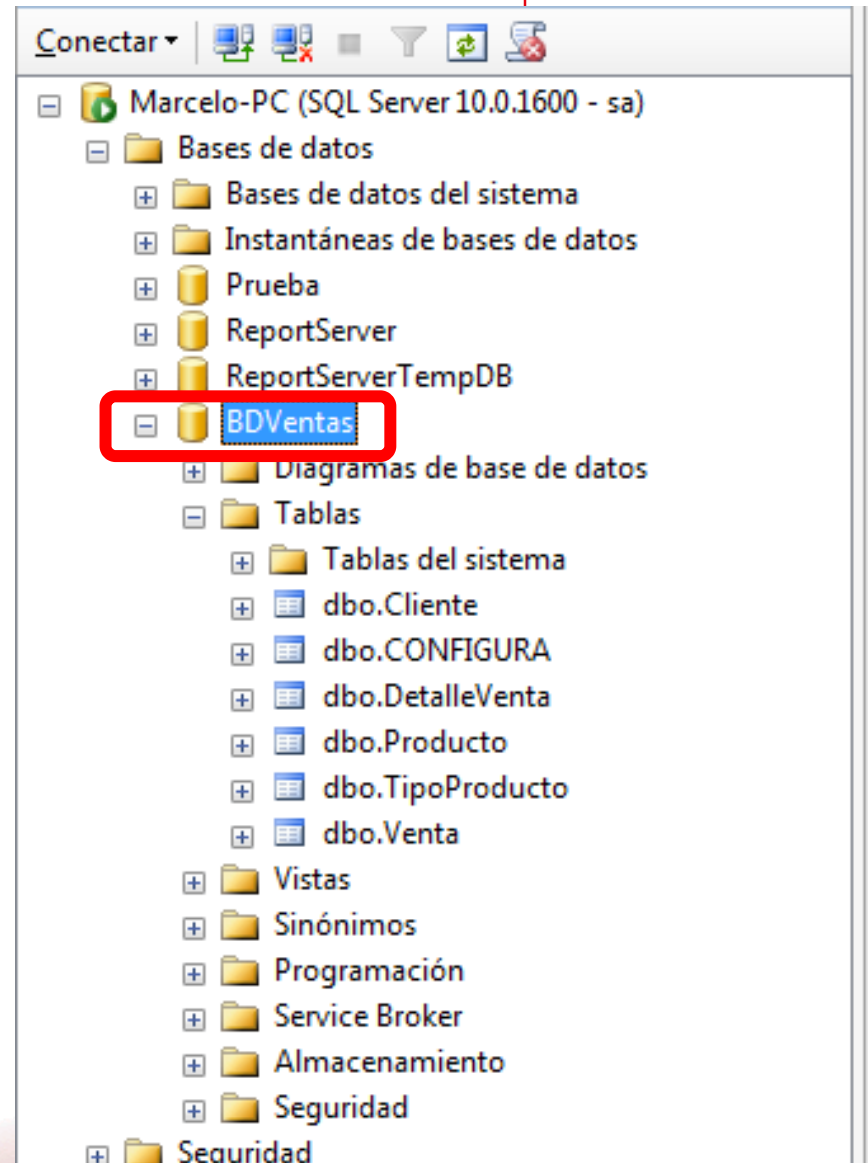 Conectar
Marcelo-PC (SQL Server 10.0.1600 - sa)
Bases de datos
Bases de datos del sistema
Instantáneas de bases de datos
Prueba
ReportServer
ReportServerTempDB
BDVentas
Diagramas de base de datos
Tablas
Tablas del sistema
dbo.Cliente
dbo.CONFIGURA
dbo.DetalleVenta
dbo.Producto
dbo.TipoProducto
dbo.Venta
Vistas
Sinónimos
Programación
Service Broker
Almacenamiento
Seguridad
Seguridad